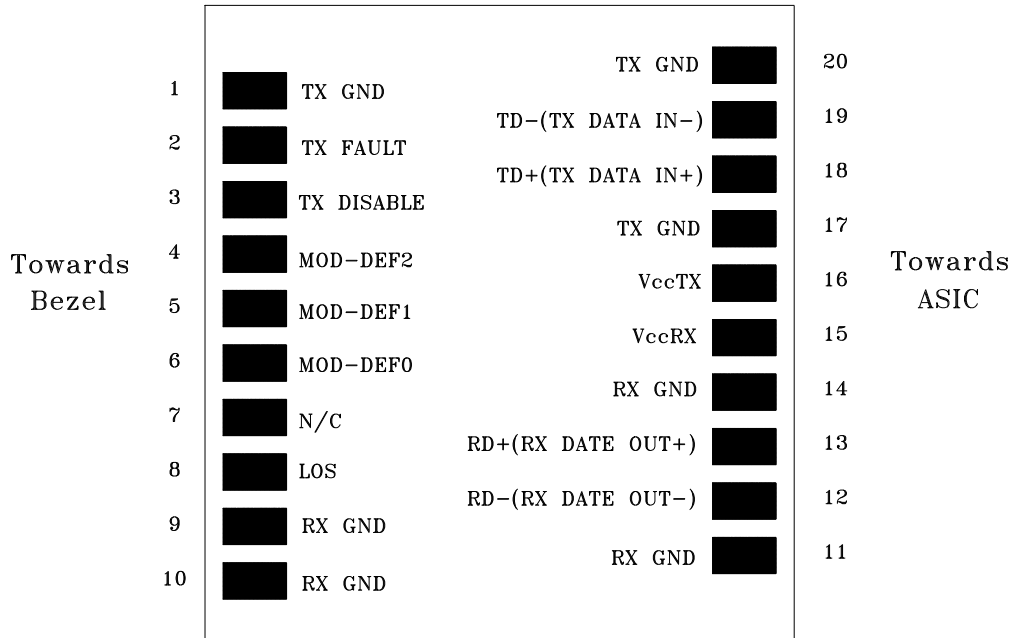 Towards
Bezel
1 TX GND
2 TX FAULT
3 TX DISABLE
4 MOD-DEF2
5 MOD-DEF1
6 MOD-DEF0
7 N/C
8 LOS
9 RX GND
10 RX GND
TX GND 20
TD-(TX DATA IN-) 19
TD+(TX DATA IN+) 18
TX GND 17
VccTX 16
VccRX 15
RX GND 14
RD+(RX DATE OUT+) 13
RD-(RX DATE OUT-) 12
RX GND 11
Towards
ASIC